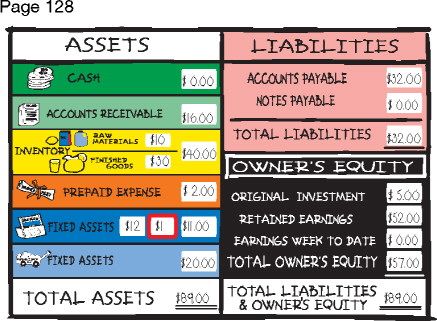 Page 128
ASSETS
CASH $0.00
ACCOUNTS RECEIVABLE $16.00
INVENTORY RAW MATERIALS $10 $40.00
FINISHED GOODS $30
PREPAID EXPENSE $2.00
FIXED ASSETS $12 $1 $11.00
FIXED ASSETS $20.00
TOTAL ASSETS $89.00
LIABILITIES
ACCOUNTS PAYABLE $32.00
NOTES PAYABLE $0.00
TOTAL LIABILITIES $32.00
OWNER'S EQUITY
ORIGINAL INVESTMENT $5.00
RETAINED EARNINGS $52.00
EARNINGS WEEK TO DATE $0.00
TOTAL OWNER'S EQUITY $57.00
TOTAL LIABILITIES
& OWNER'S EQUITY $89.00